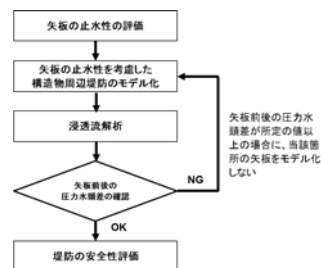 矢板の止水性の評価
矢板の止水性を考慮した
構造物周辺堤防のモデル化
浸透流解析
矢板前後の
圧力水頭差の確認
NG
OK
堤防の安全性評価
矢板前後の圧力水
頭差が所定の値以
上の場合に、当該箇
所の矢板をモデル化
しない